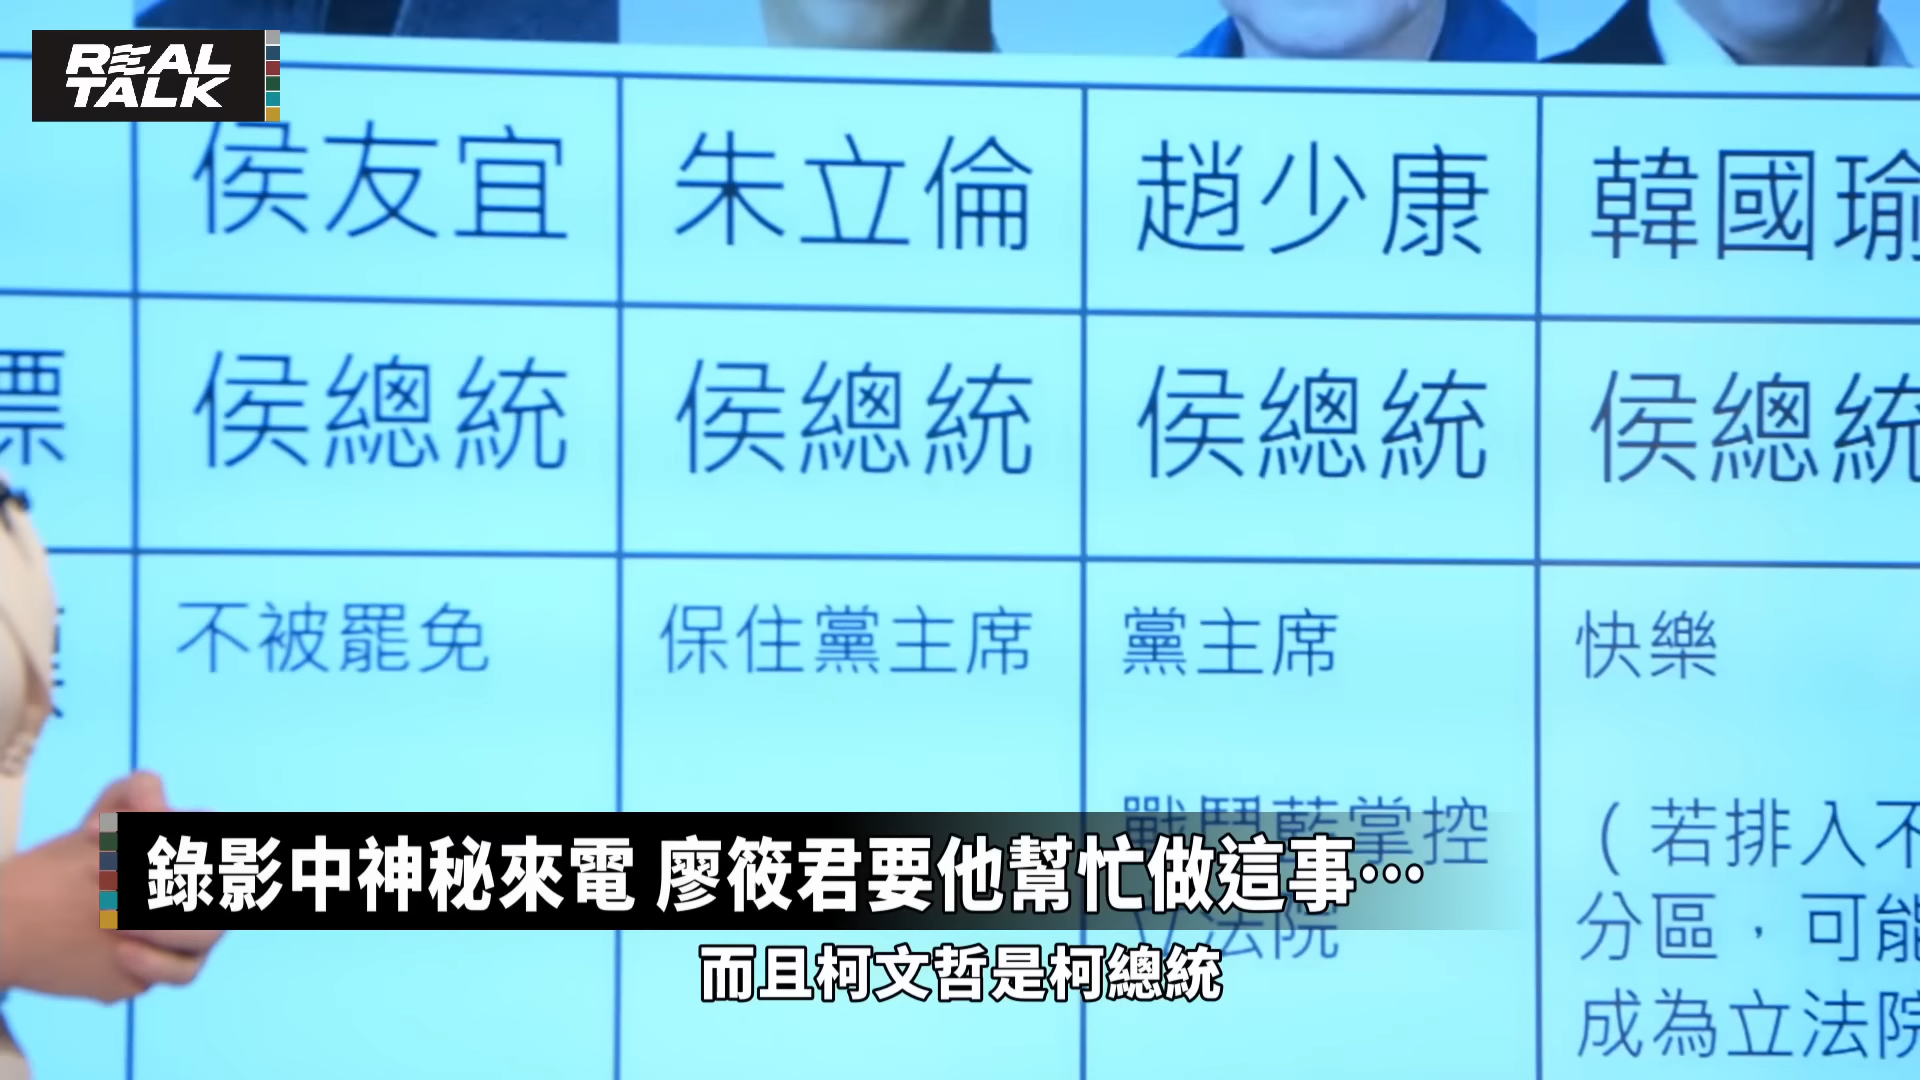 REAL
TALK
侯友宜 朱立倫 趙少康 韓國瑜
票 侯總統 侯總統 侯總統 侯總統
不被罷免 保住黨主席 黨主席 快樂
戰鬥藍掌控 (若排入不
立法院 分區,可能
成為立法院
錄影中神秘來電 廖筱君要他幫忙做這事…
而且柯文哲是柯總統